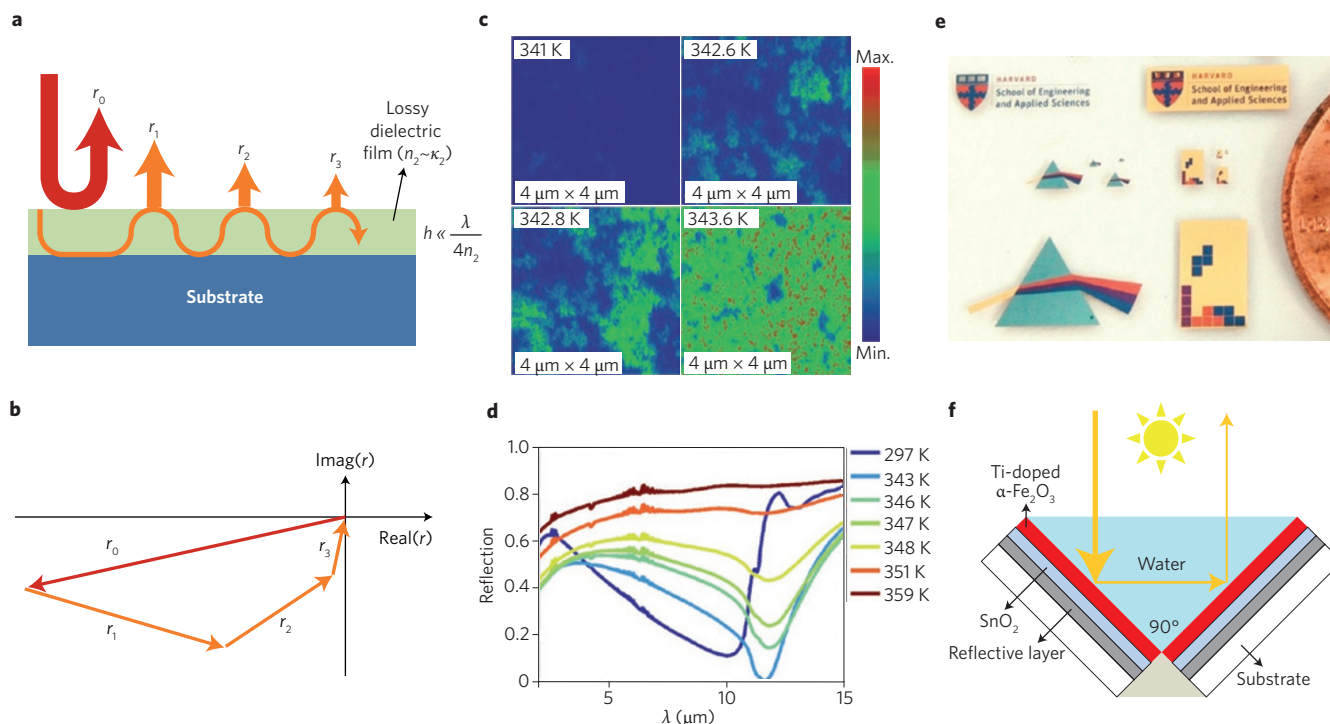 a
r0
r1
r2
r3
Lossy
dielectric
film (n2~κ2)
h ≪ λ/4n2
Substrate
b
Imag(r)
Real(r)
r0
r1
r2
r3
c
341 K
4 µm × 4 µm
342.6 K
4 µm × 4 µm
342.8 K
4 µm × 4 µm
343.6 K
4 µm × 4 µm
Max.
Min.
d
Reflection
1.0
0.8
0.6
0.4
0.2
0
5
10
15
λ (µm)
297 K
343 K
346 K
347 K
348 K
351 K
359 K
e
HARVARD
School of Engineering
and Applied Sciences
HARVARD
School of Engineering
and Applied Sciences
f
Ti-doped
α-Fe2O3
Water
SnO2
90°
Reflective layer
Substrate